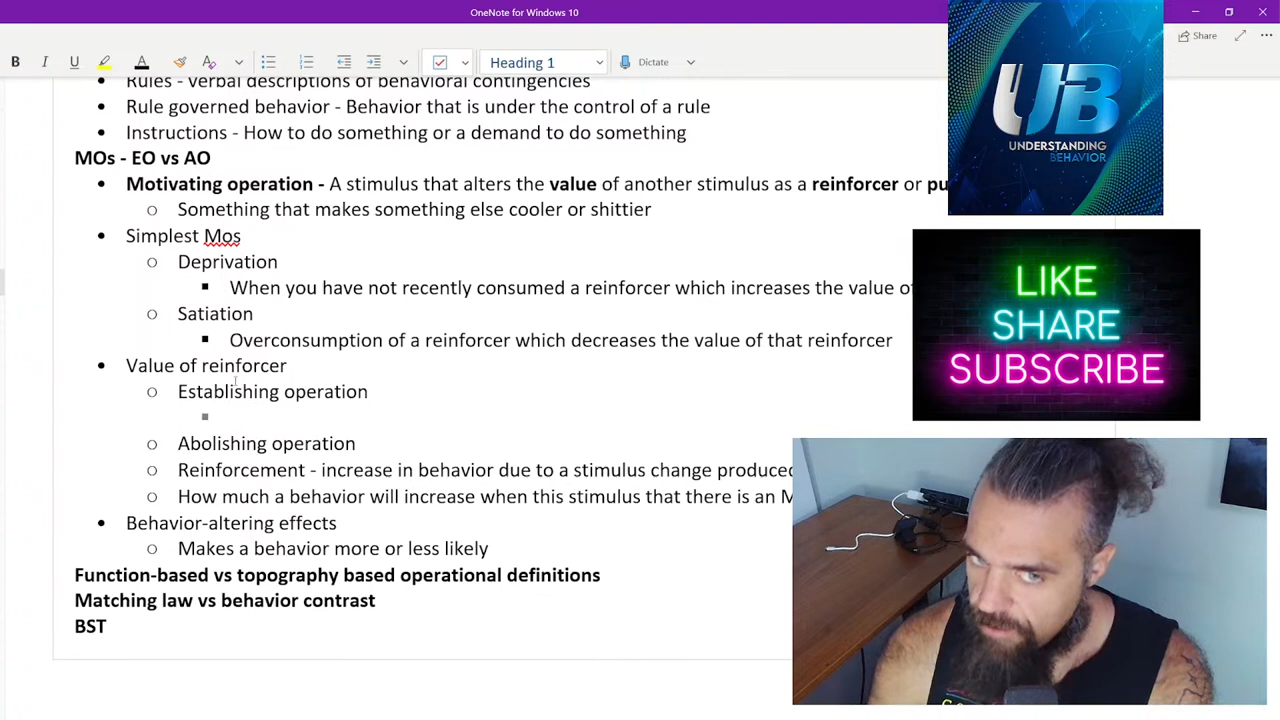 OneNote for Windows 10
Share
B I U A A Heading 1 Dictate
Rules - verbal descriptions of behavioral contingencies
Rule governed behavior - Behavior that is under the control of a rule
Instructions - How to do something or a demand to do something
MOs - EO vs AO
Motivating operation - A stimulus that alters the value of another stimulus as a reinforcer or pu
Something that makes something else cooler or shittier
Simplest Mos
Deprivation
When you have not recently consumed a reinforcer which increases the value of
Satiation
Overconsumption of a reinforcer which decreases the value of that reinforcer
Value of reinforcer
Establishing operation
Abolishing operation
Reinforcement - increase in behavior due to a stimulus change produced
How much a behavior will increase when this stimulus that there is an M
Behavior-altering effects
Makes a behavior more or less likely
Function-based vs topography based operational definitions
Matching law vs behavior contrast
BST
UB
UNDERSTANDING
BEHAVIOR
LIKE
SHARE
SUBSCRIBE